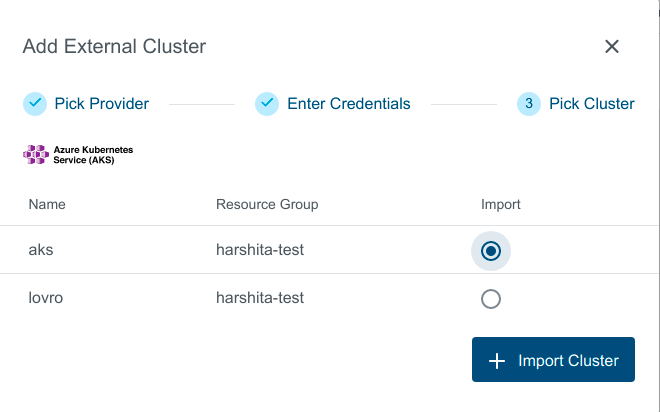 Add External Cluster
Pick Provider
Enter Credentials
3 Pick Cluster
Azure Kubernetes
Service (AKS)
Name Resource Group Import
aks harshita-test
lovro harshita-test
Import Cluster